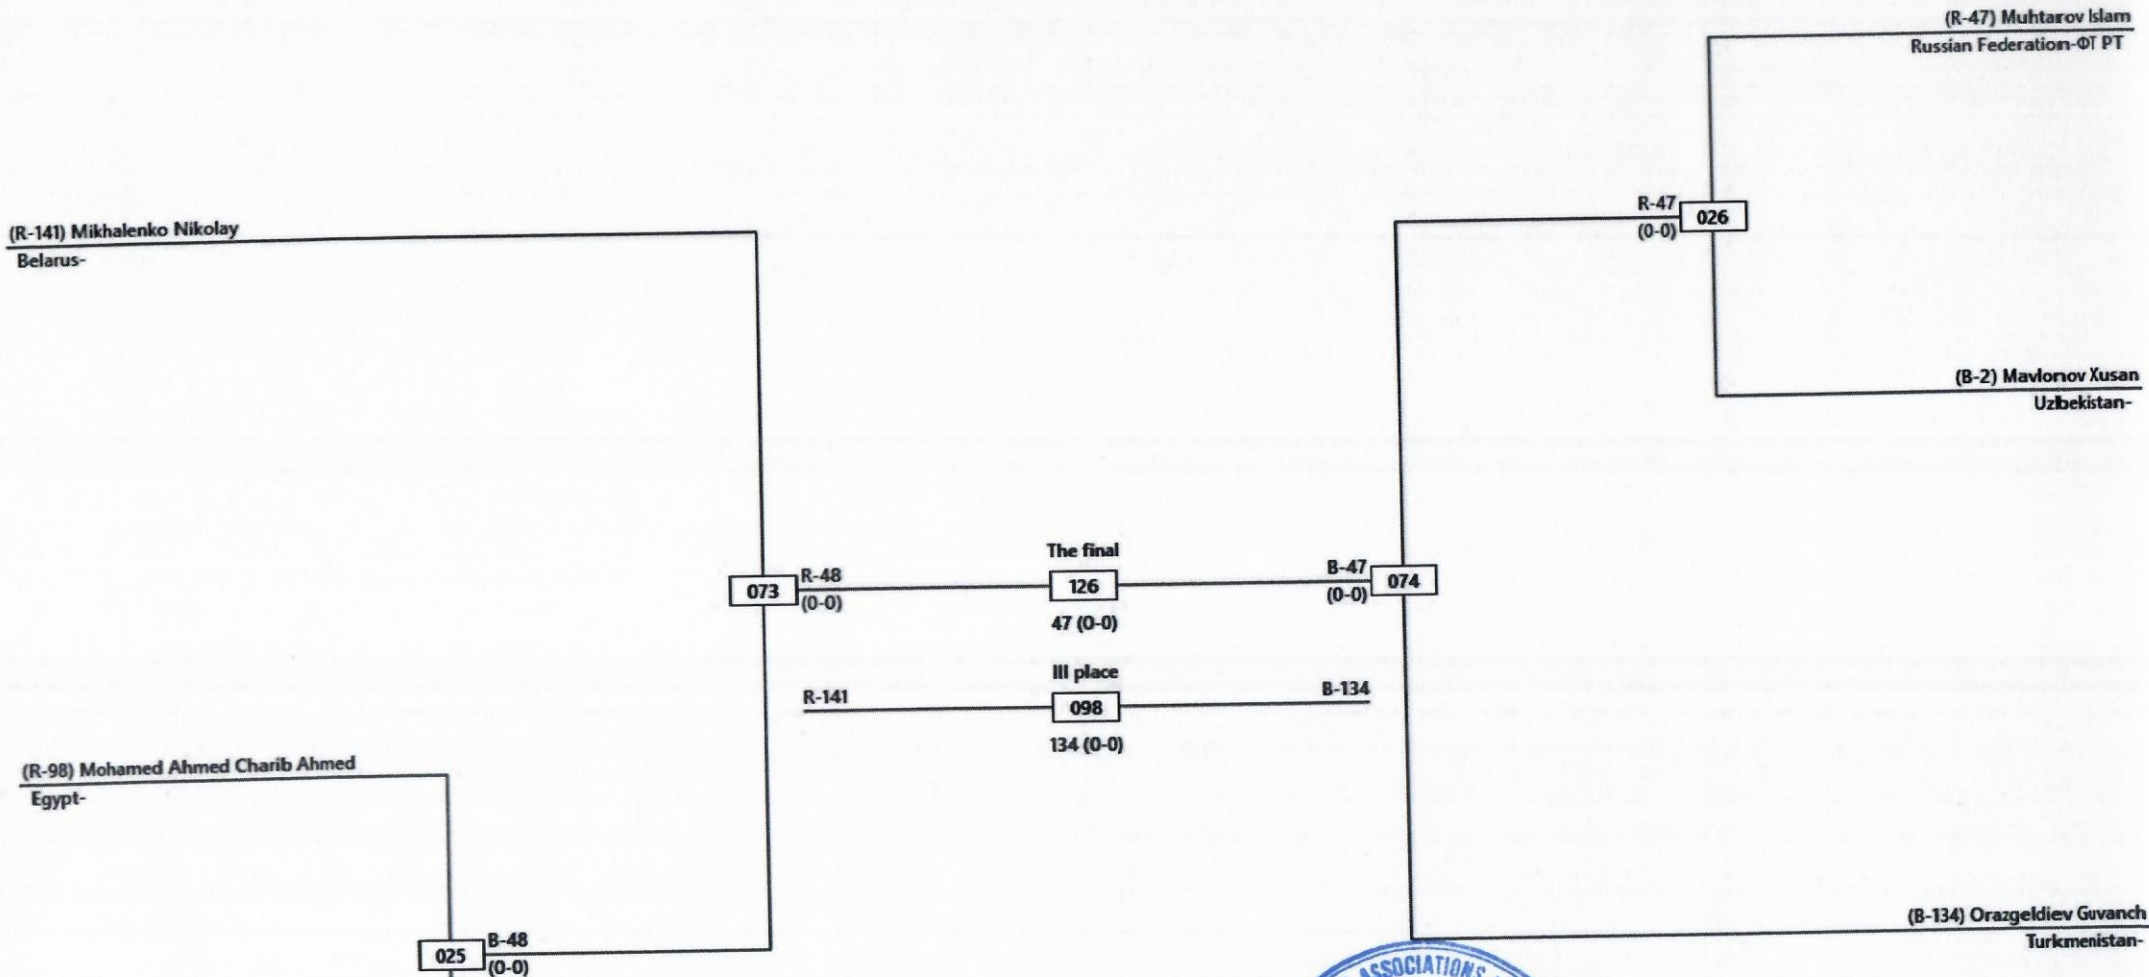 (R-47) Muhtarov Islam
Russian Federation-ФТ РТ
R-47
026
(0-0)
(R-141) Mikhalenko Nikolay
Belarus-
(B-2) Mavlonov Xusan
Uzbekistan-
The final
073
R-48
(0-0)
126
B-47
(0-0)
074
47 (0-0)
III place
R-141
098
B-134
134 (0-0)
(R-98) Mohamed Ahmed Charib Ahmed
Egypt-
(B-134) Orazgeldiev Guvanch
Turkmenistan-
025
B-48
(0-0)
ASSOCIATIONS